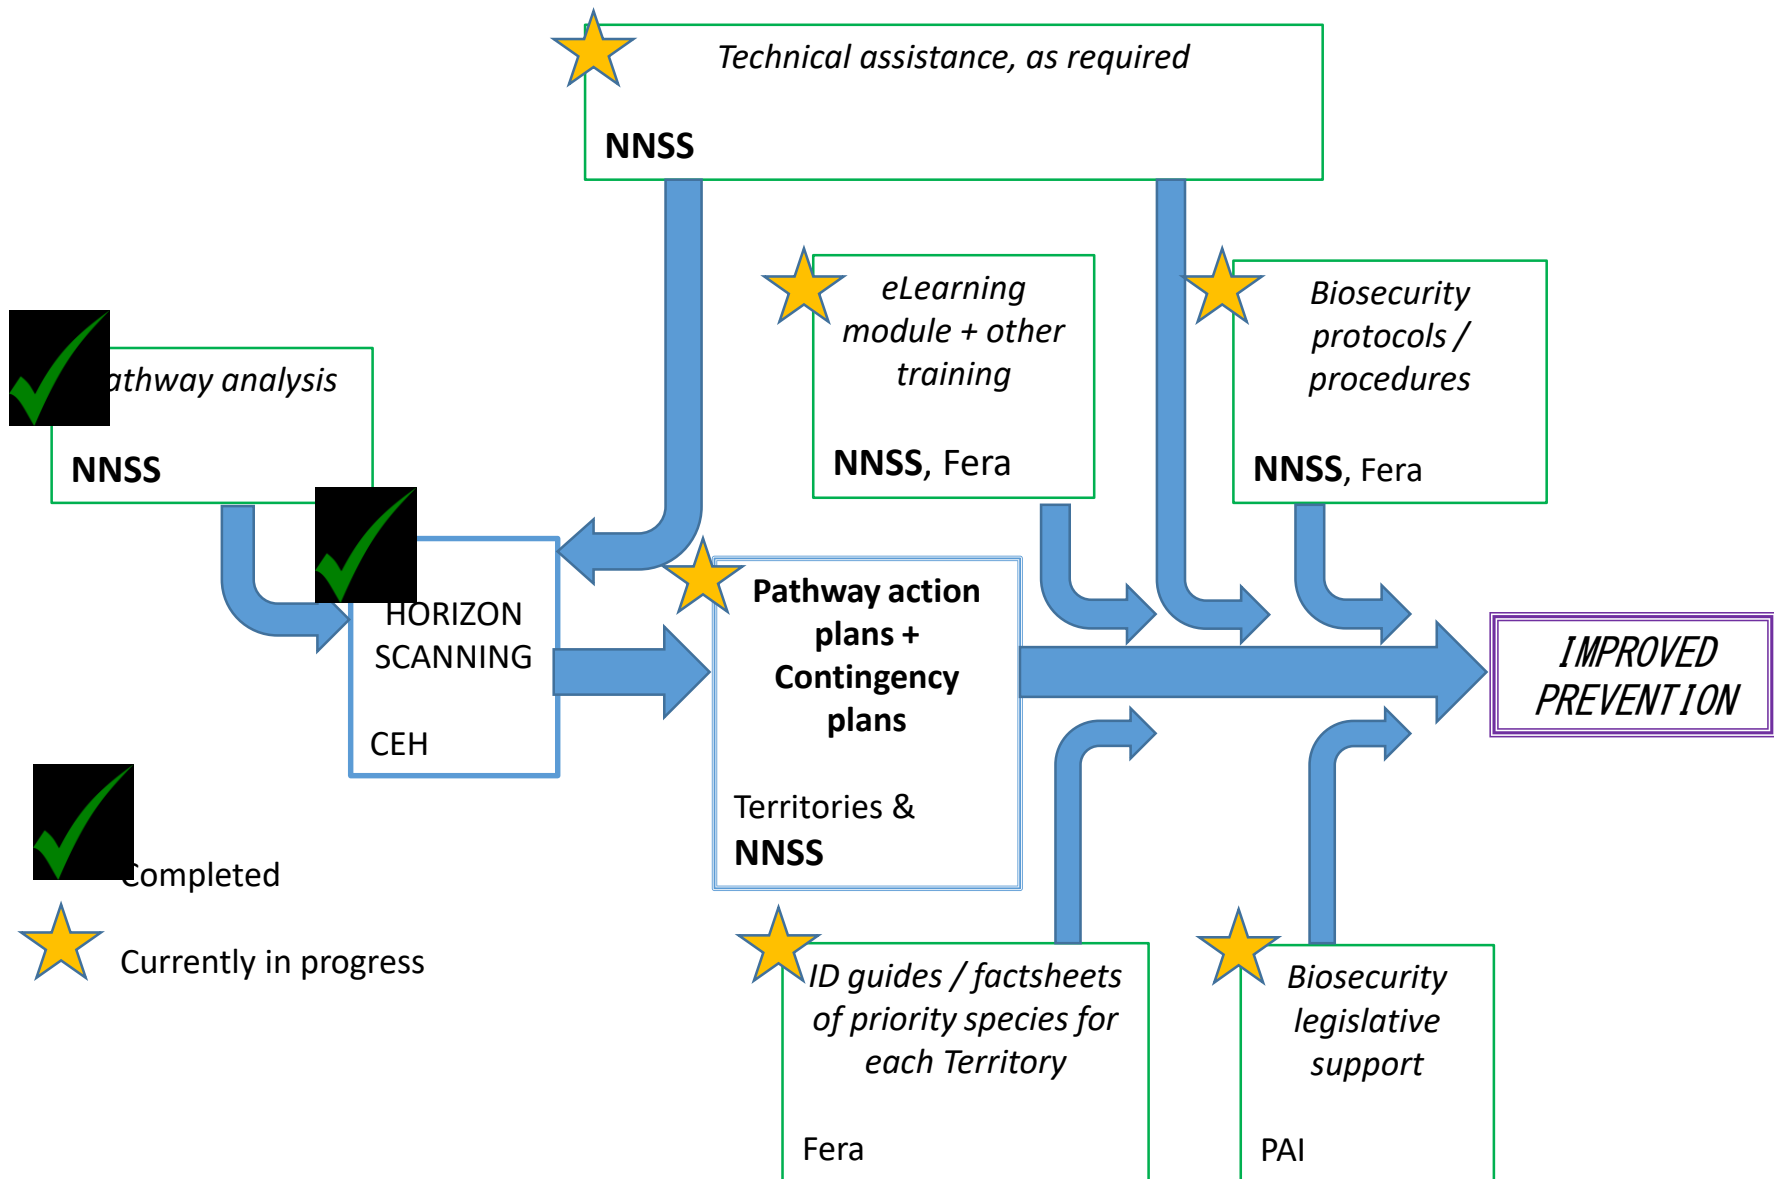 Technical assistance, as required
NNSS
eLearning
module + other
training
NNSS, Fera
Biosecurity
protocols /
procedures
NNSS, Fera
athway analysis
NNSS
HORIZON
SCANNING
CEH
Pathway action
plans +
Contingency
plans
Territories &
NNSS
IMPROVED
PREVENTION
Completed
Currently in progress
ID guides / factsheets
of priority species for
each Territory
Fera
Biosecurity
legislative
support
PAI